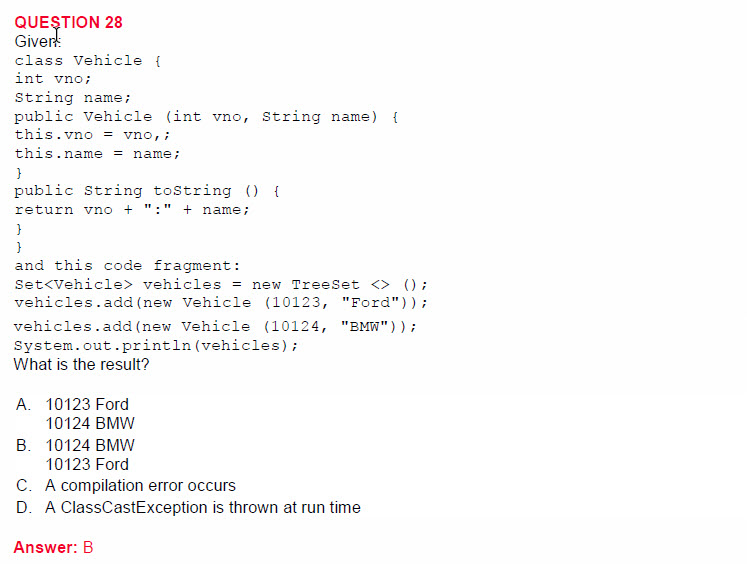 QUESTION 28
Given:
class Vehicle {
int vno;
String name;
public Vehicle (int vno, String name) {
this.vno = vno,;
this.name = name;
}
public String toString () {
return vno + ":" + name;
}
}
and this code fragment:
Set<Vehicle> vehicles = new TreeSet <> ();
vehicles.add(new Vehicle (10123, "Ford"));
vehicles.add(new Vehicle (10124, "BMW"));
System.out.println(vehicles);
What is the result?
A. 10123 Ford
10124 BMW
B. 10124 BMW
10123 Ford
C. A compilation error occurs
D. A ClassCastException is thrown at run time
Answer: B